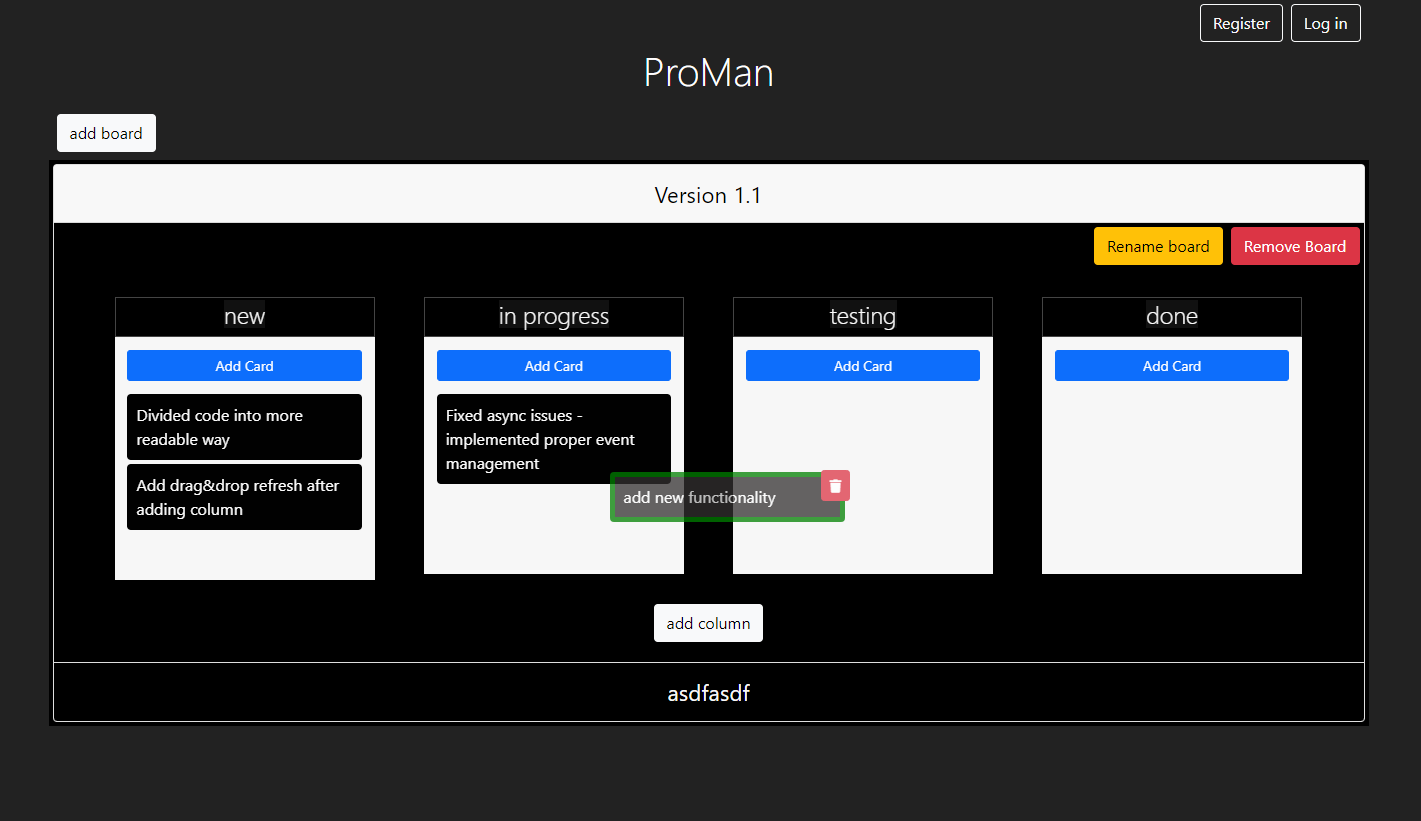 Register
Log in
ProMan
add board
Version 1.1
Rename board
Remove Board
new
in progress
testing
done
Add Card
Add Card
Add Card
Add Card
Divided code into more
readable way
Add drag&drop refresh after
adding column
Fixed async issues -
implemented proper event
management
add new functionality
add column
asdfasdf